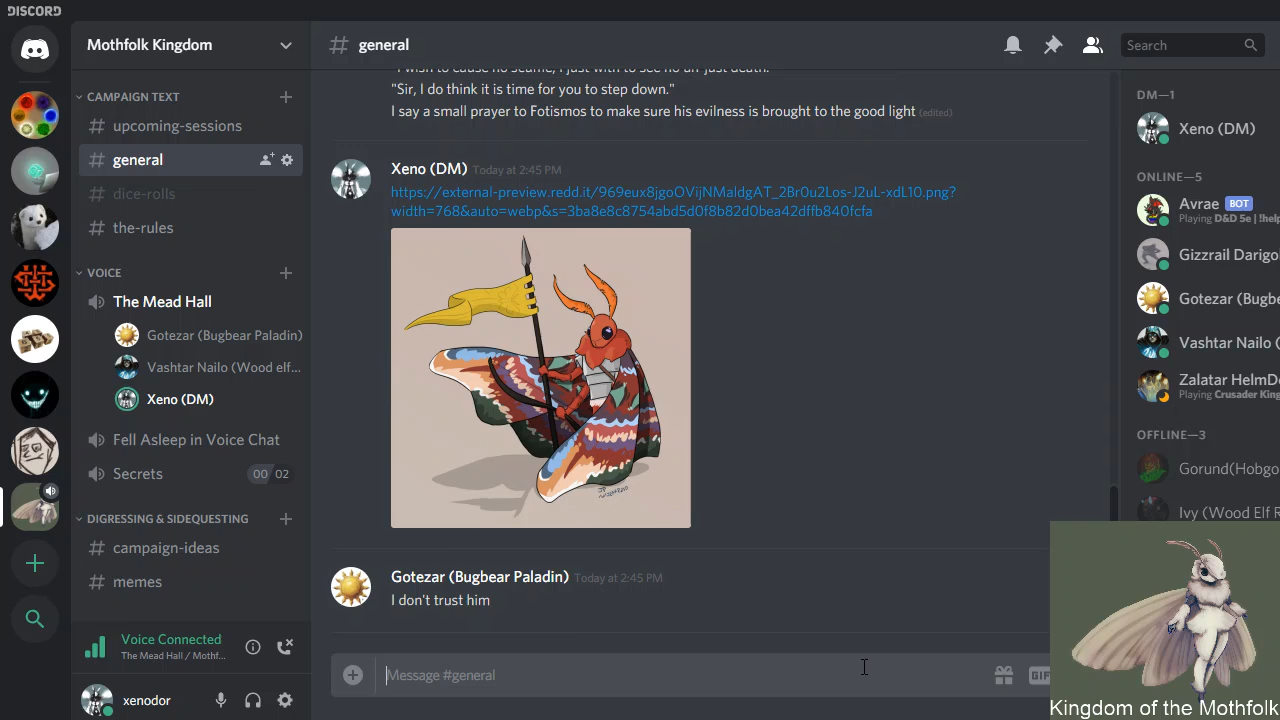 DISCORD
Mothfolk Kingdom
CAMPAIGN TEXT
# upcoming-sessions
# general
# dice-rolls
# the-rules
VOICE
The Mead Hall
Gotezar (Bugbear Paladin)
Vashtar Nailo (Wood elf...
Xeno (DM)
Fell Asleep in Voice Chat
Secrets 00 02
DIGRESSING & SIDEQUESTING
# campaign-ideas
# memes
Voice Connected
The Mead Hall / Mothf...
xenodor
# general
Search
"Sir, I do think it is time for you to step down."
I say a small prayer to Fotismos to make sure his evilness is brought to the good light (edited)
Xeno (DM) Today at 2:45 PM
https://external-preview.redd.it/969eux8jgoOVijNMaldgAT_2Br0u2Los-J2uL-xdL10.png?
width=768&auto=webp&s=3ba8e8c8754abd5d0f8b82d0bea42dffb840fcfa
Gotezar (Bugbear Paladin) Today at 2:45 PM
I don't trust him
Message #general
GIF
DM—1
Xeno (DM)
ONLINE—5
Avrae BOT
Playing D&D 5e | !help
Gizzrail Darigo
Gotezar (Bugbe
Vashtar Nailo (
Zalatar HelmDe
Playing Crusader King
OFFLINE—3
Gorund(Hobgo
Ivy (Wood Elf R
Kingdom of the Mothfolk